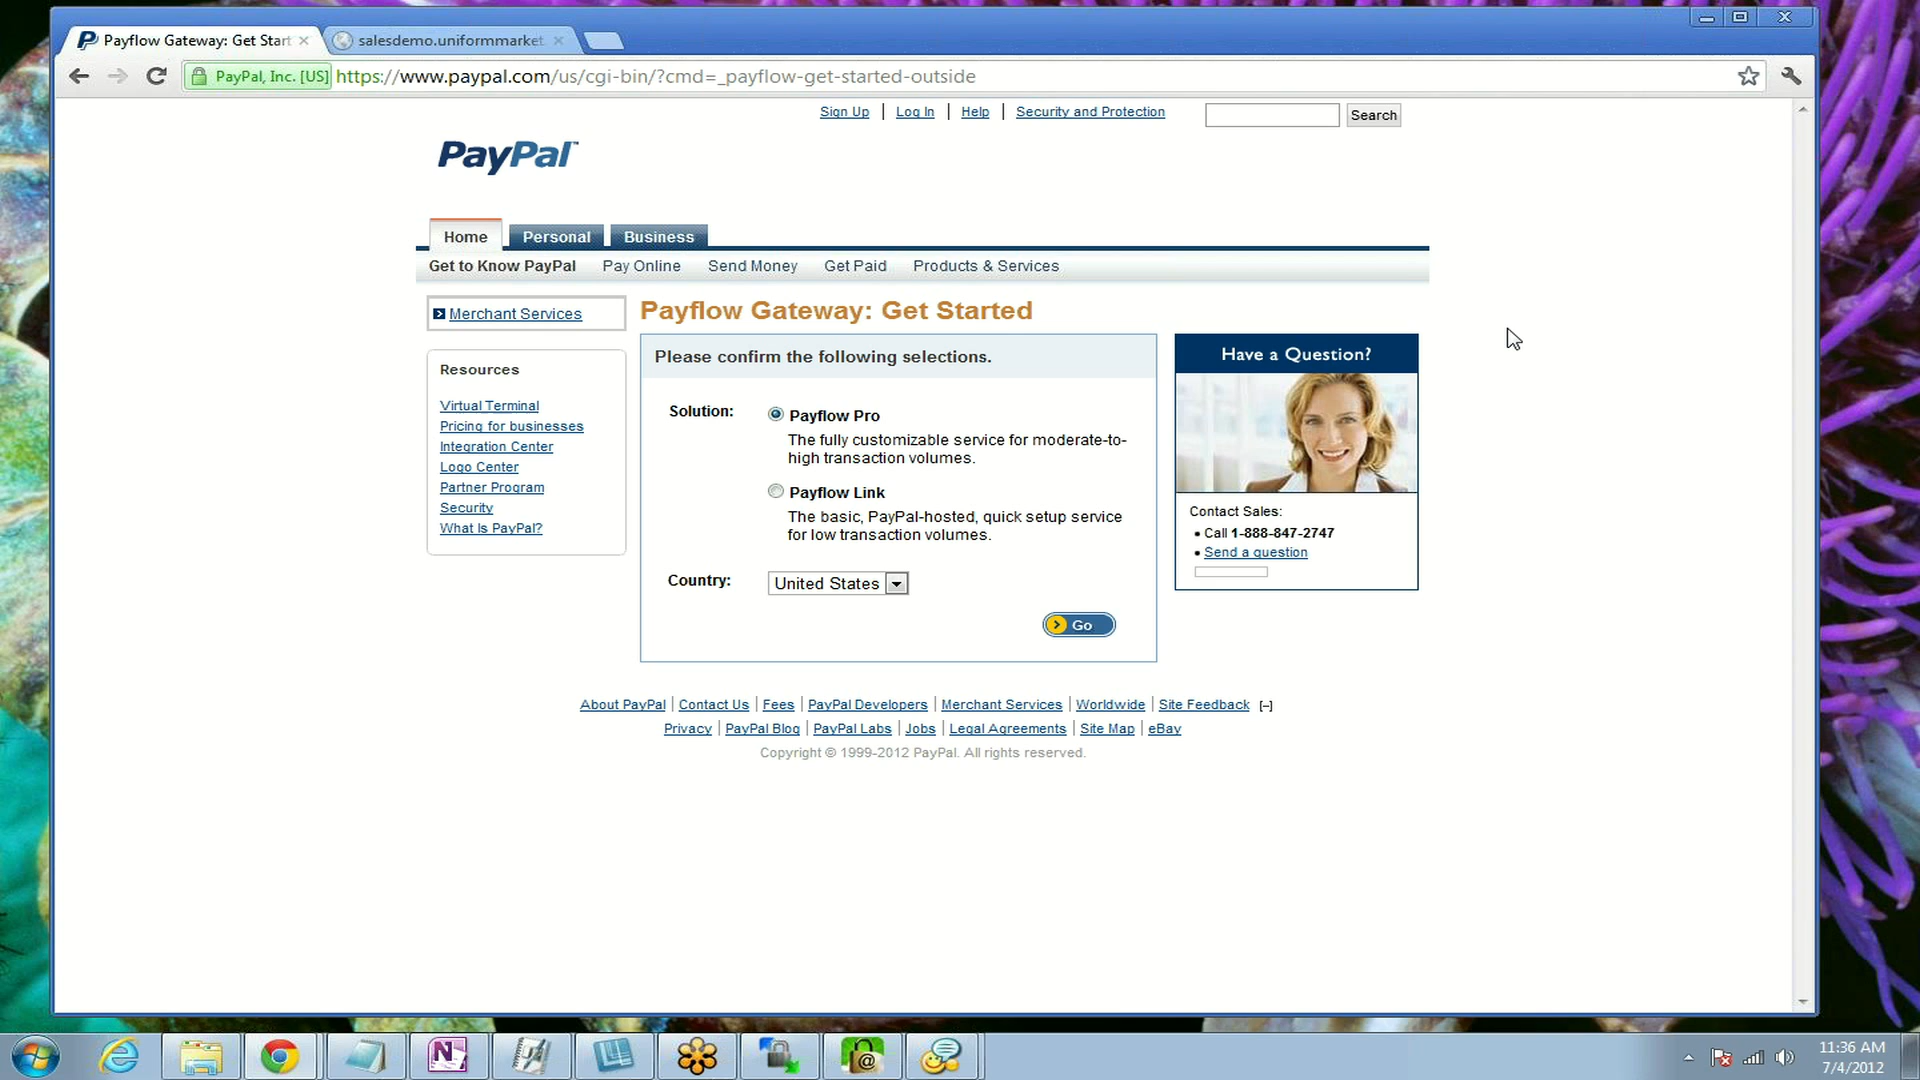 Payflow Gateway: Get Start
salesdemo.uniformmarket.
PayPal, Inc. [US] https://www.paypal.com/us/cgi-bin/?cmd=_payflow-get-started-outside
Sign Up | Log In | Help | Security and Protection
Search
PayPal™
Home Personal Business
Get to Know PayPal Pay Online Send Money Get Paid Products & Services
Merchant Services
Payflow Gateway: Get Started
Resources
Virtual Terminal
Pricing for businesses
Integration Center
Logo Center
Partner Program
Security
What Is PayPal?
Please confirm the following selections.
Solution:
Payflow Pro
The fully customizable service for moderate-to-
high transaction volumes.
Payflow Link
The basic, PayPal-hosted, quick setup service
for low transaction volumes.
Country:
United States
Go
Have a Question?
Contact Sales:
• Call 1-888-847-2747
• Send a question
About PayPal | Contact Us | Fees | PayPal Developers | Merchant Services | Worldwide | Site Feedback [–]
Privacy | PayPal Blog | PayPal Labs | Jobs | Legal Agreements | Site Map | eBay
Copyright © 1999-2012 PayPal. All rights reserved.
11:36 AM
7/4/2012